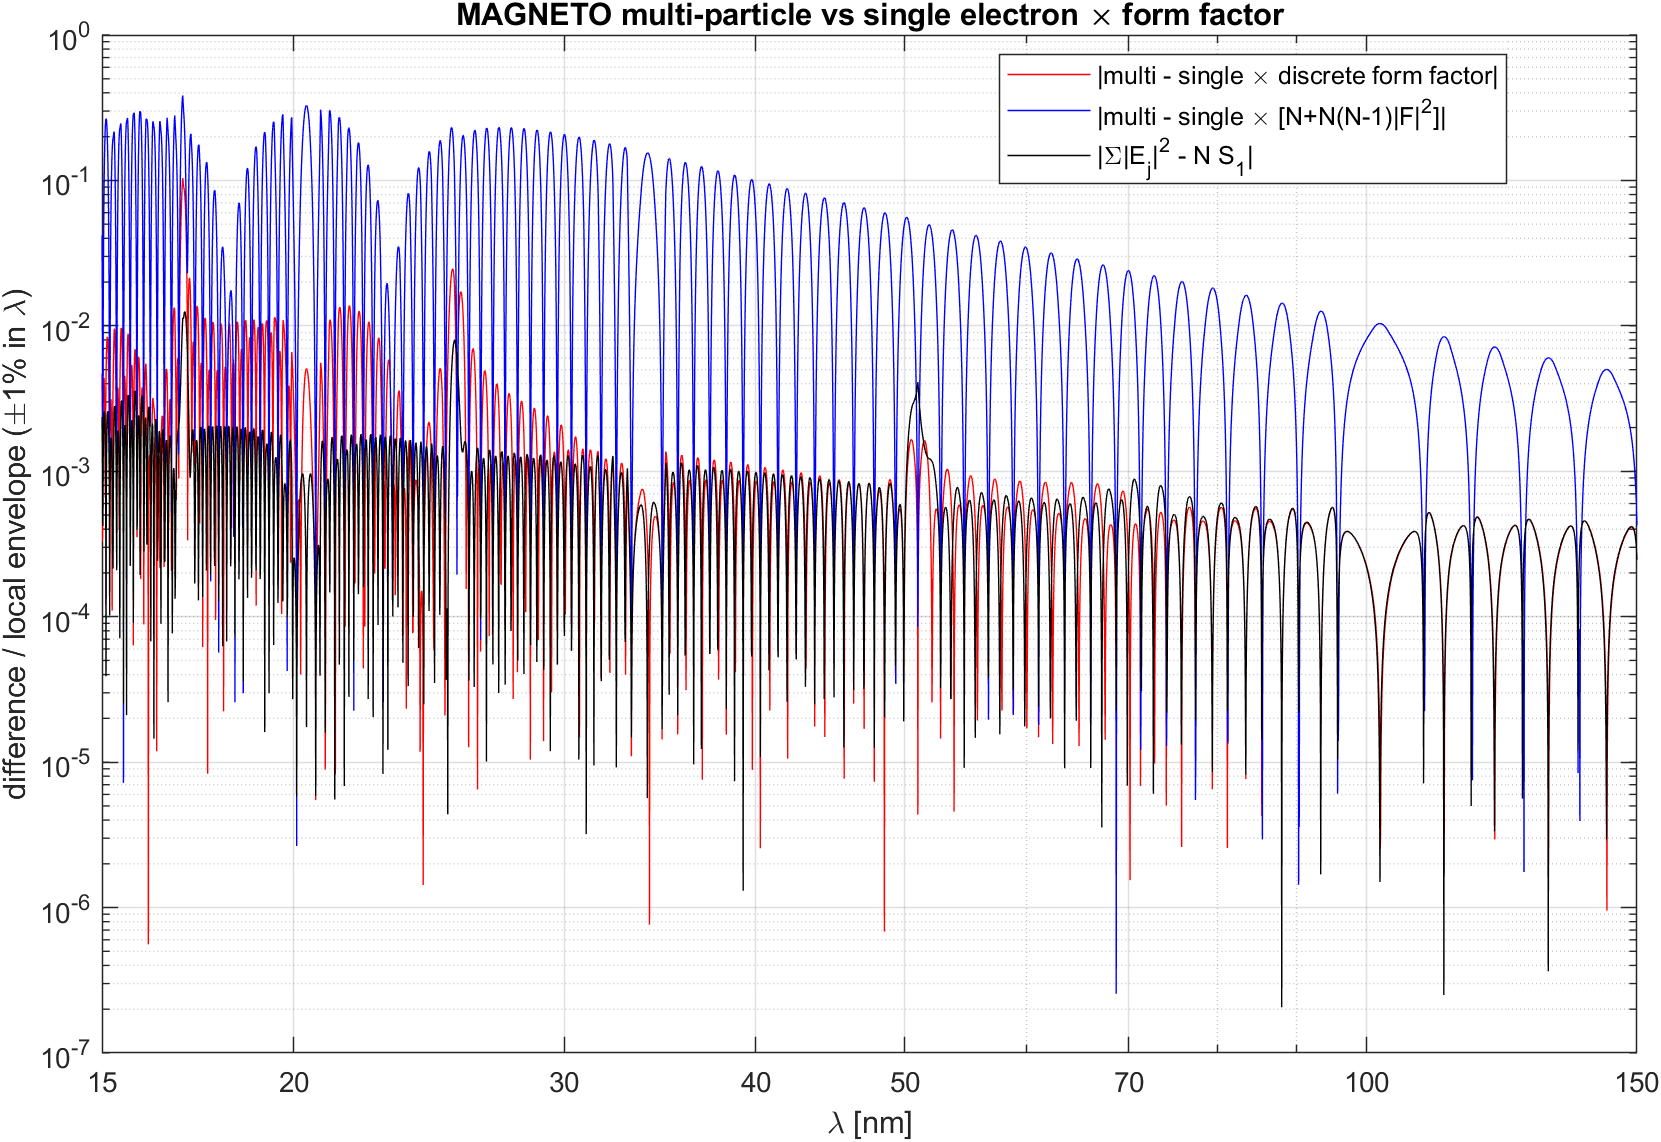 MAGNETO multi-particle vs single electron × form factor
|multi - single × discrete form factor|
|multi - single × [N+N(N-1)|F|²]|
|Σ|E_j|² - N S_1|
difference / local envelope (±1% in λ)
10⁰
10⁻¹
10⁻²
10⁻³
10⁻⁴
10⁻⁵
10⁻⁶
10⁻⁷
15 20 30 40 50 70 100 150
λ [nm]